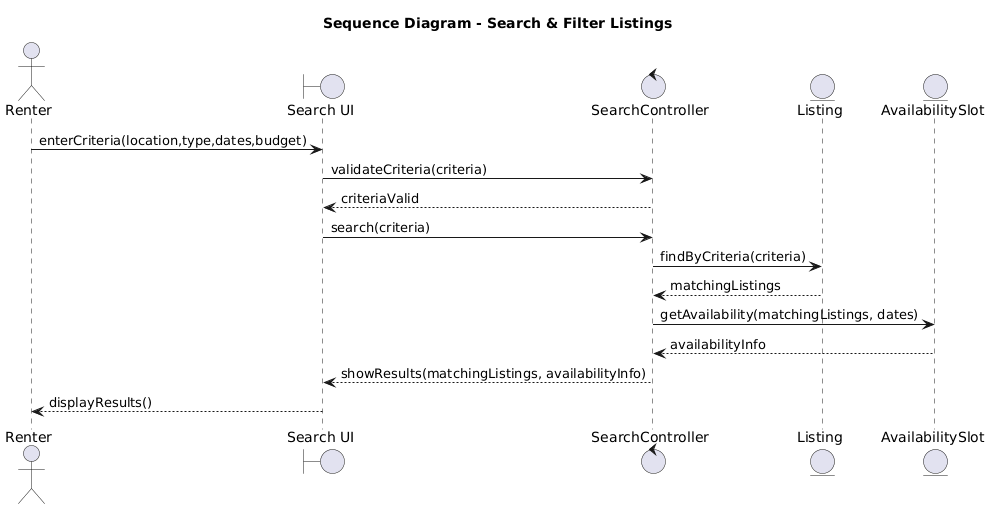 Sequence Diagram - Search & Filter Listings
Renter
Search UI
SearchController
Listing
AvailabilitySlot
enterCriteria(location,type,dates,budget)
validateCriteria(criteria)
criteriaValid
search(criteria)
findByCriteria(criteria)
matchingListings
getAvailability(matchingListings, dates)
availabilityInfo
showResults(matchingListings, availabilityInfo)
displayResults()
Renter
Search UI
SearchController
Listing
AvailabilitySlot